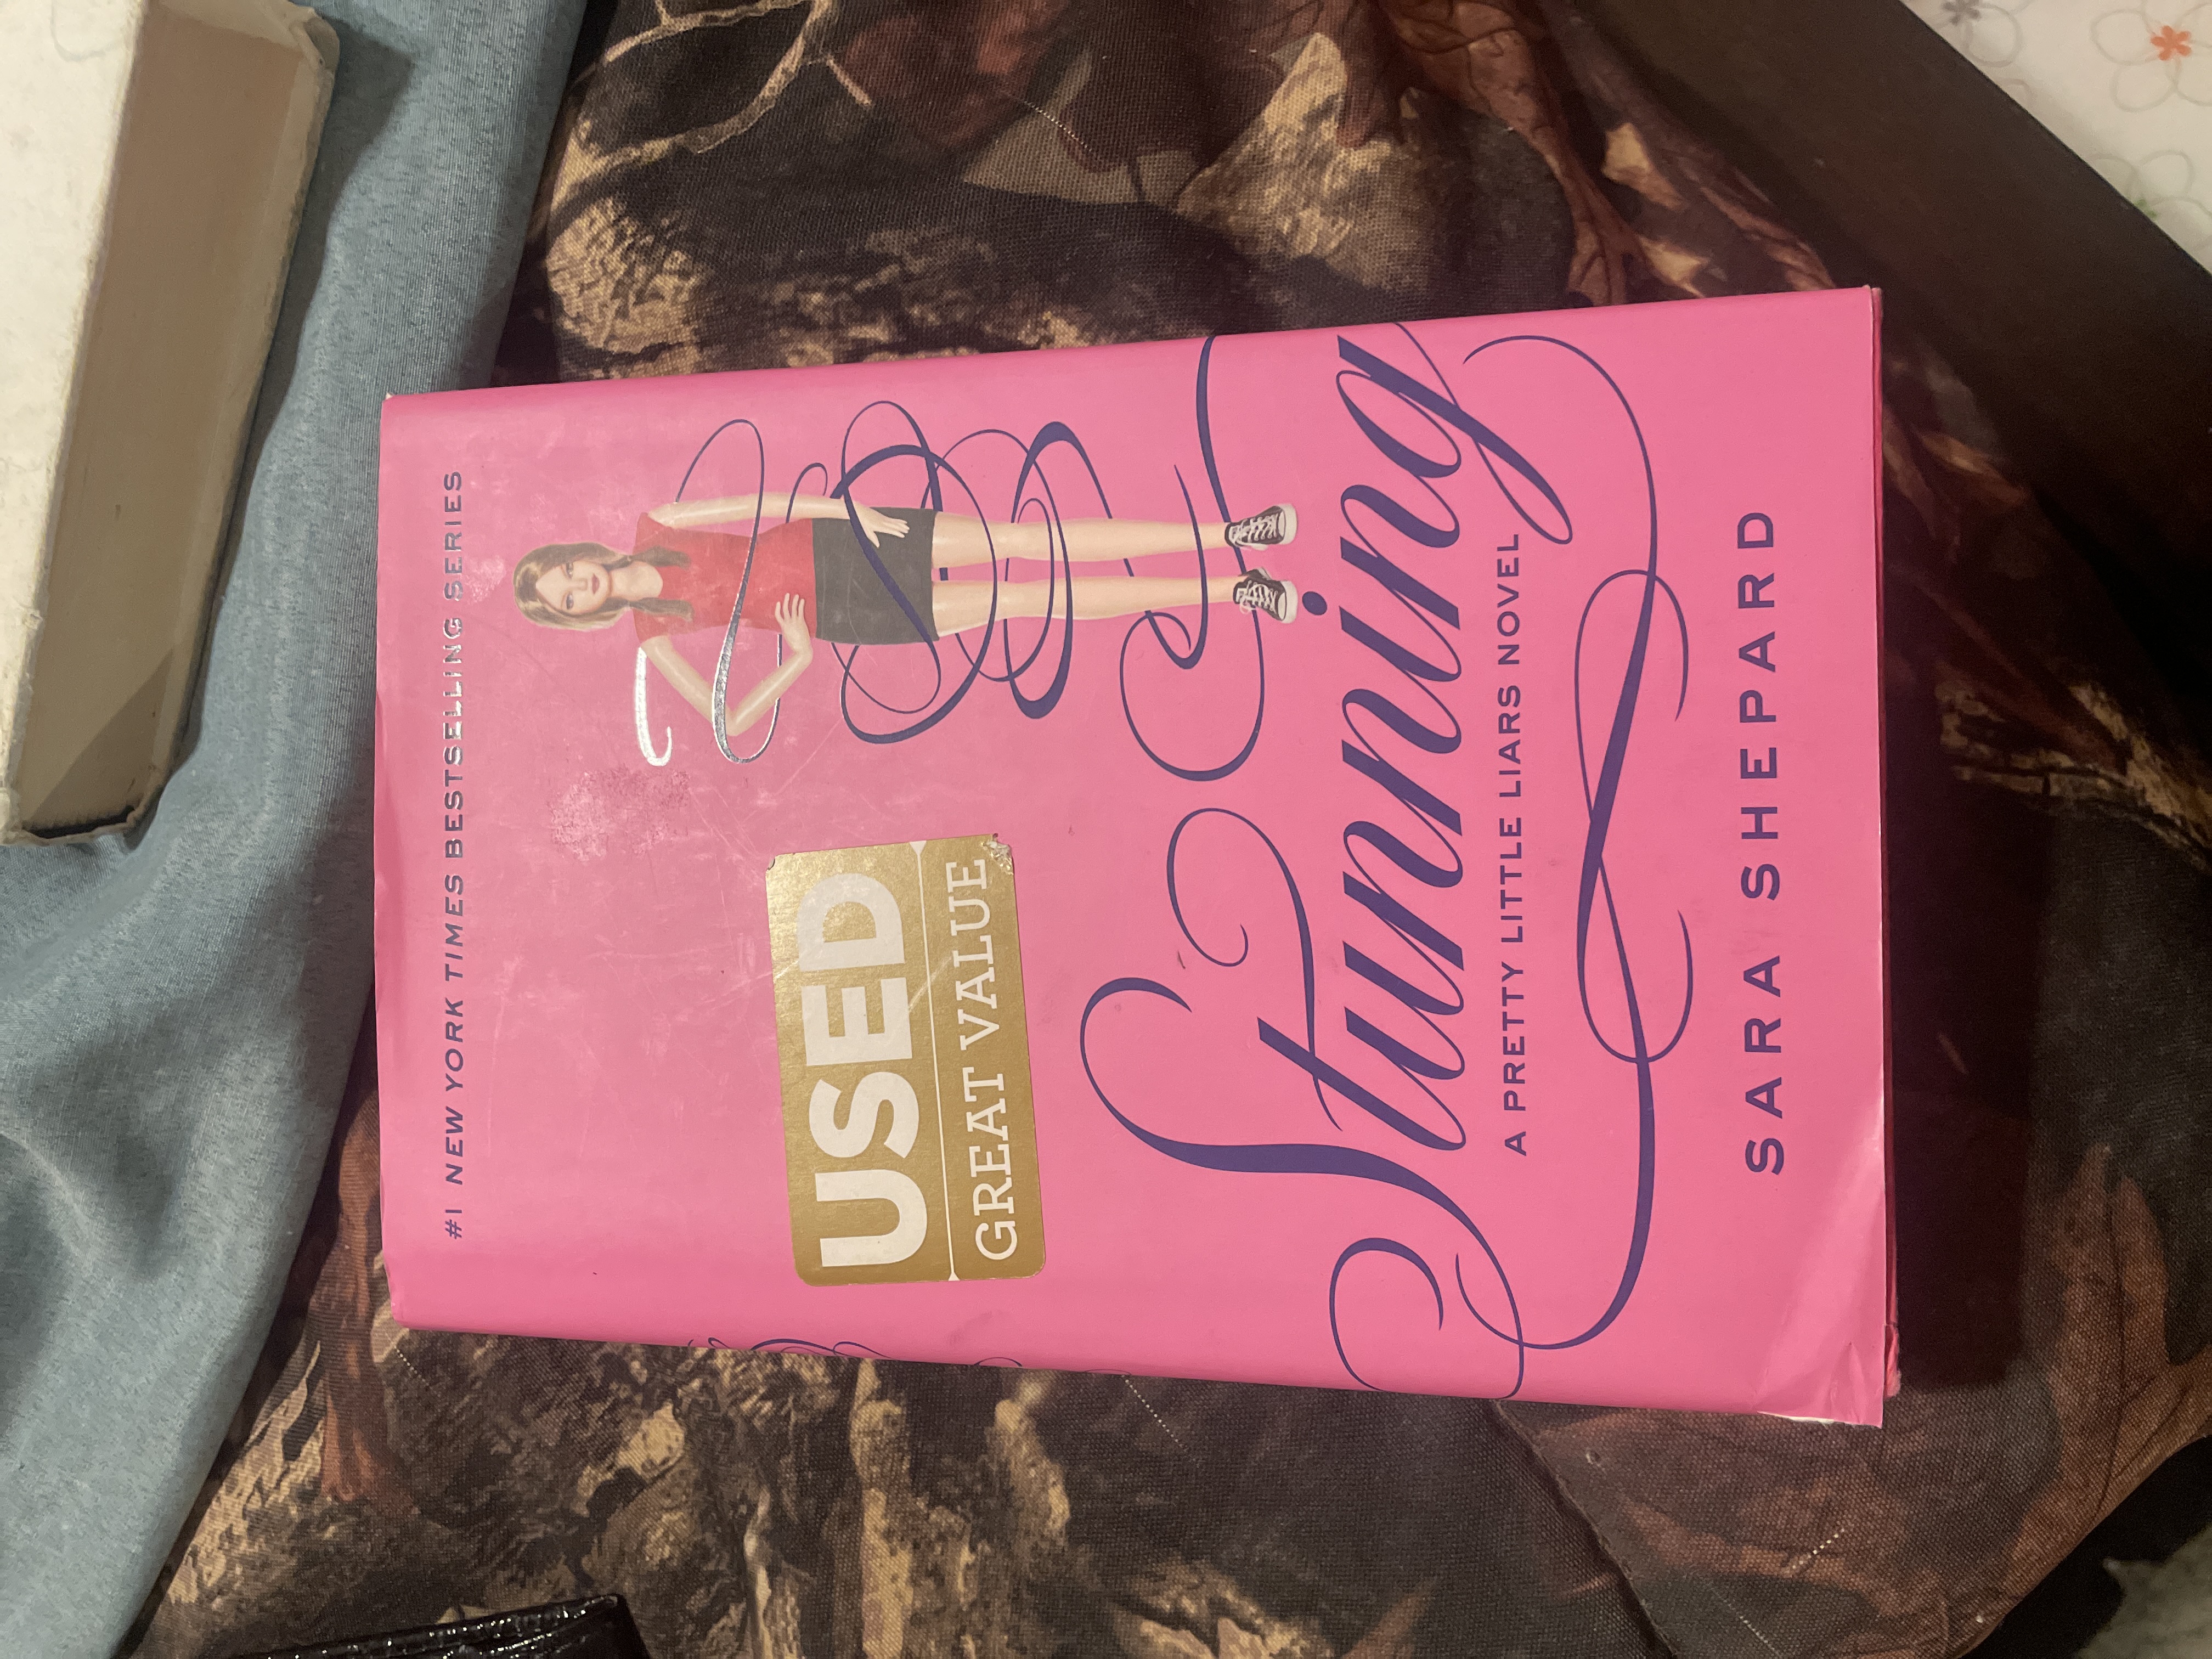 #1 NEW YORK TIMES BESTSELLING SERIES
USED
GREAT VALUE
Stunning
A PRETTY LITTLE LIARS NOVEL
SARA SHEPARD